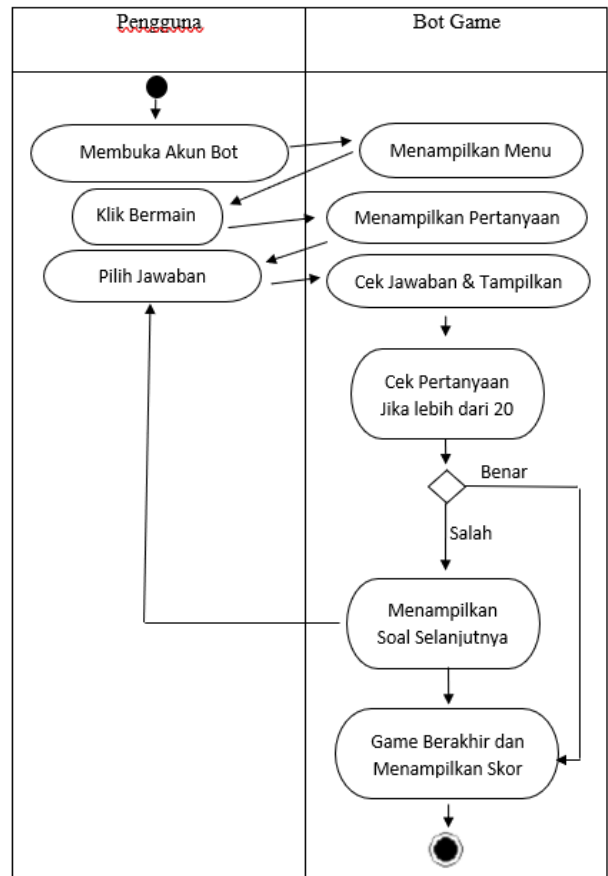 Pengguna
Bot Game
Membuka Akun Bot
Menampilkan Menu
Klik Bermain
Menampilkan Pertanyaan
Pilih Jawaban
Cek Jawaban & Tampilkan
Cek Pertanyaan
Jika lebih dari 20
Benar
Salah
Menampilkan
Soal Selanjutnya
Game Berakhir dan
Menampilkan Skor